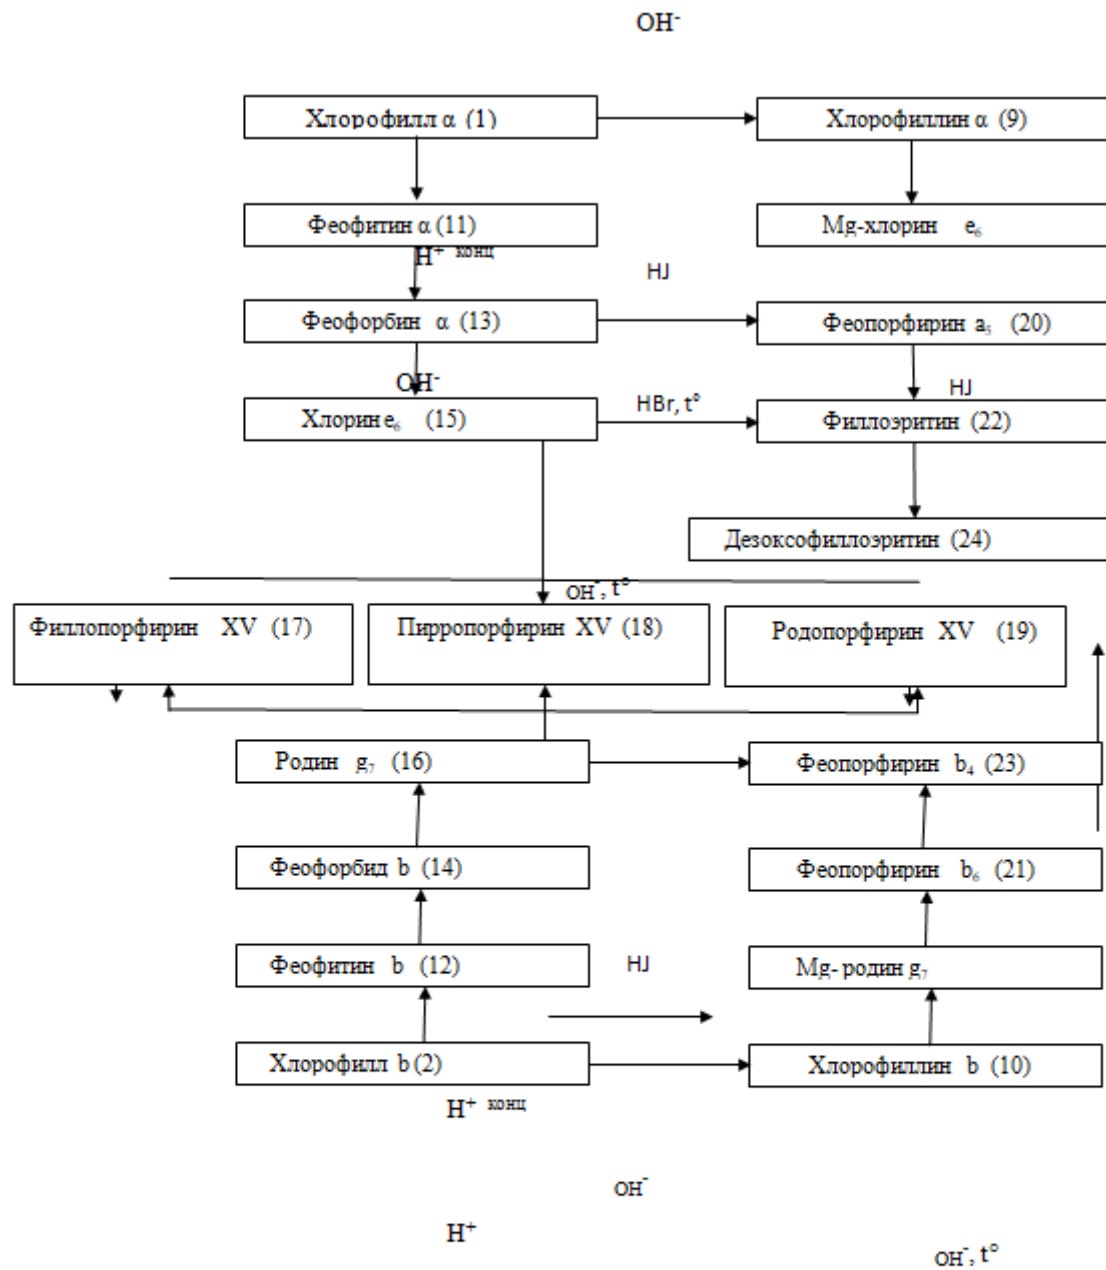 OH-
Хлорофилл α (1)
Хлорофиллин α (9)
Феофитин α (11)
Mg-хлорин e₆
H+ конц
HJ
Феофорбин α (13)
Феопорфирин a₅ (20)
OH-
HBr, t°
HJ
Хлорин e₆ (15)
Филлоэритин (22)
Дезоксофиллоэритин (24)
OH-, t°
Филлопорфирин XV (17)
Пирропорфирин XV (18)
Родопорфирин XV (19)
Родин g₇ (16)
Феопорфирин b₄ (23)
Феофорбид b (14)
Феопорфирин b₆ (21)
Феофитин b (12)
HJ
Mg- родин g₇
Хлорофилл b (2)
Хлорофиллин b (10)
H+ конц
OH-
H+
OH-, t°